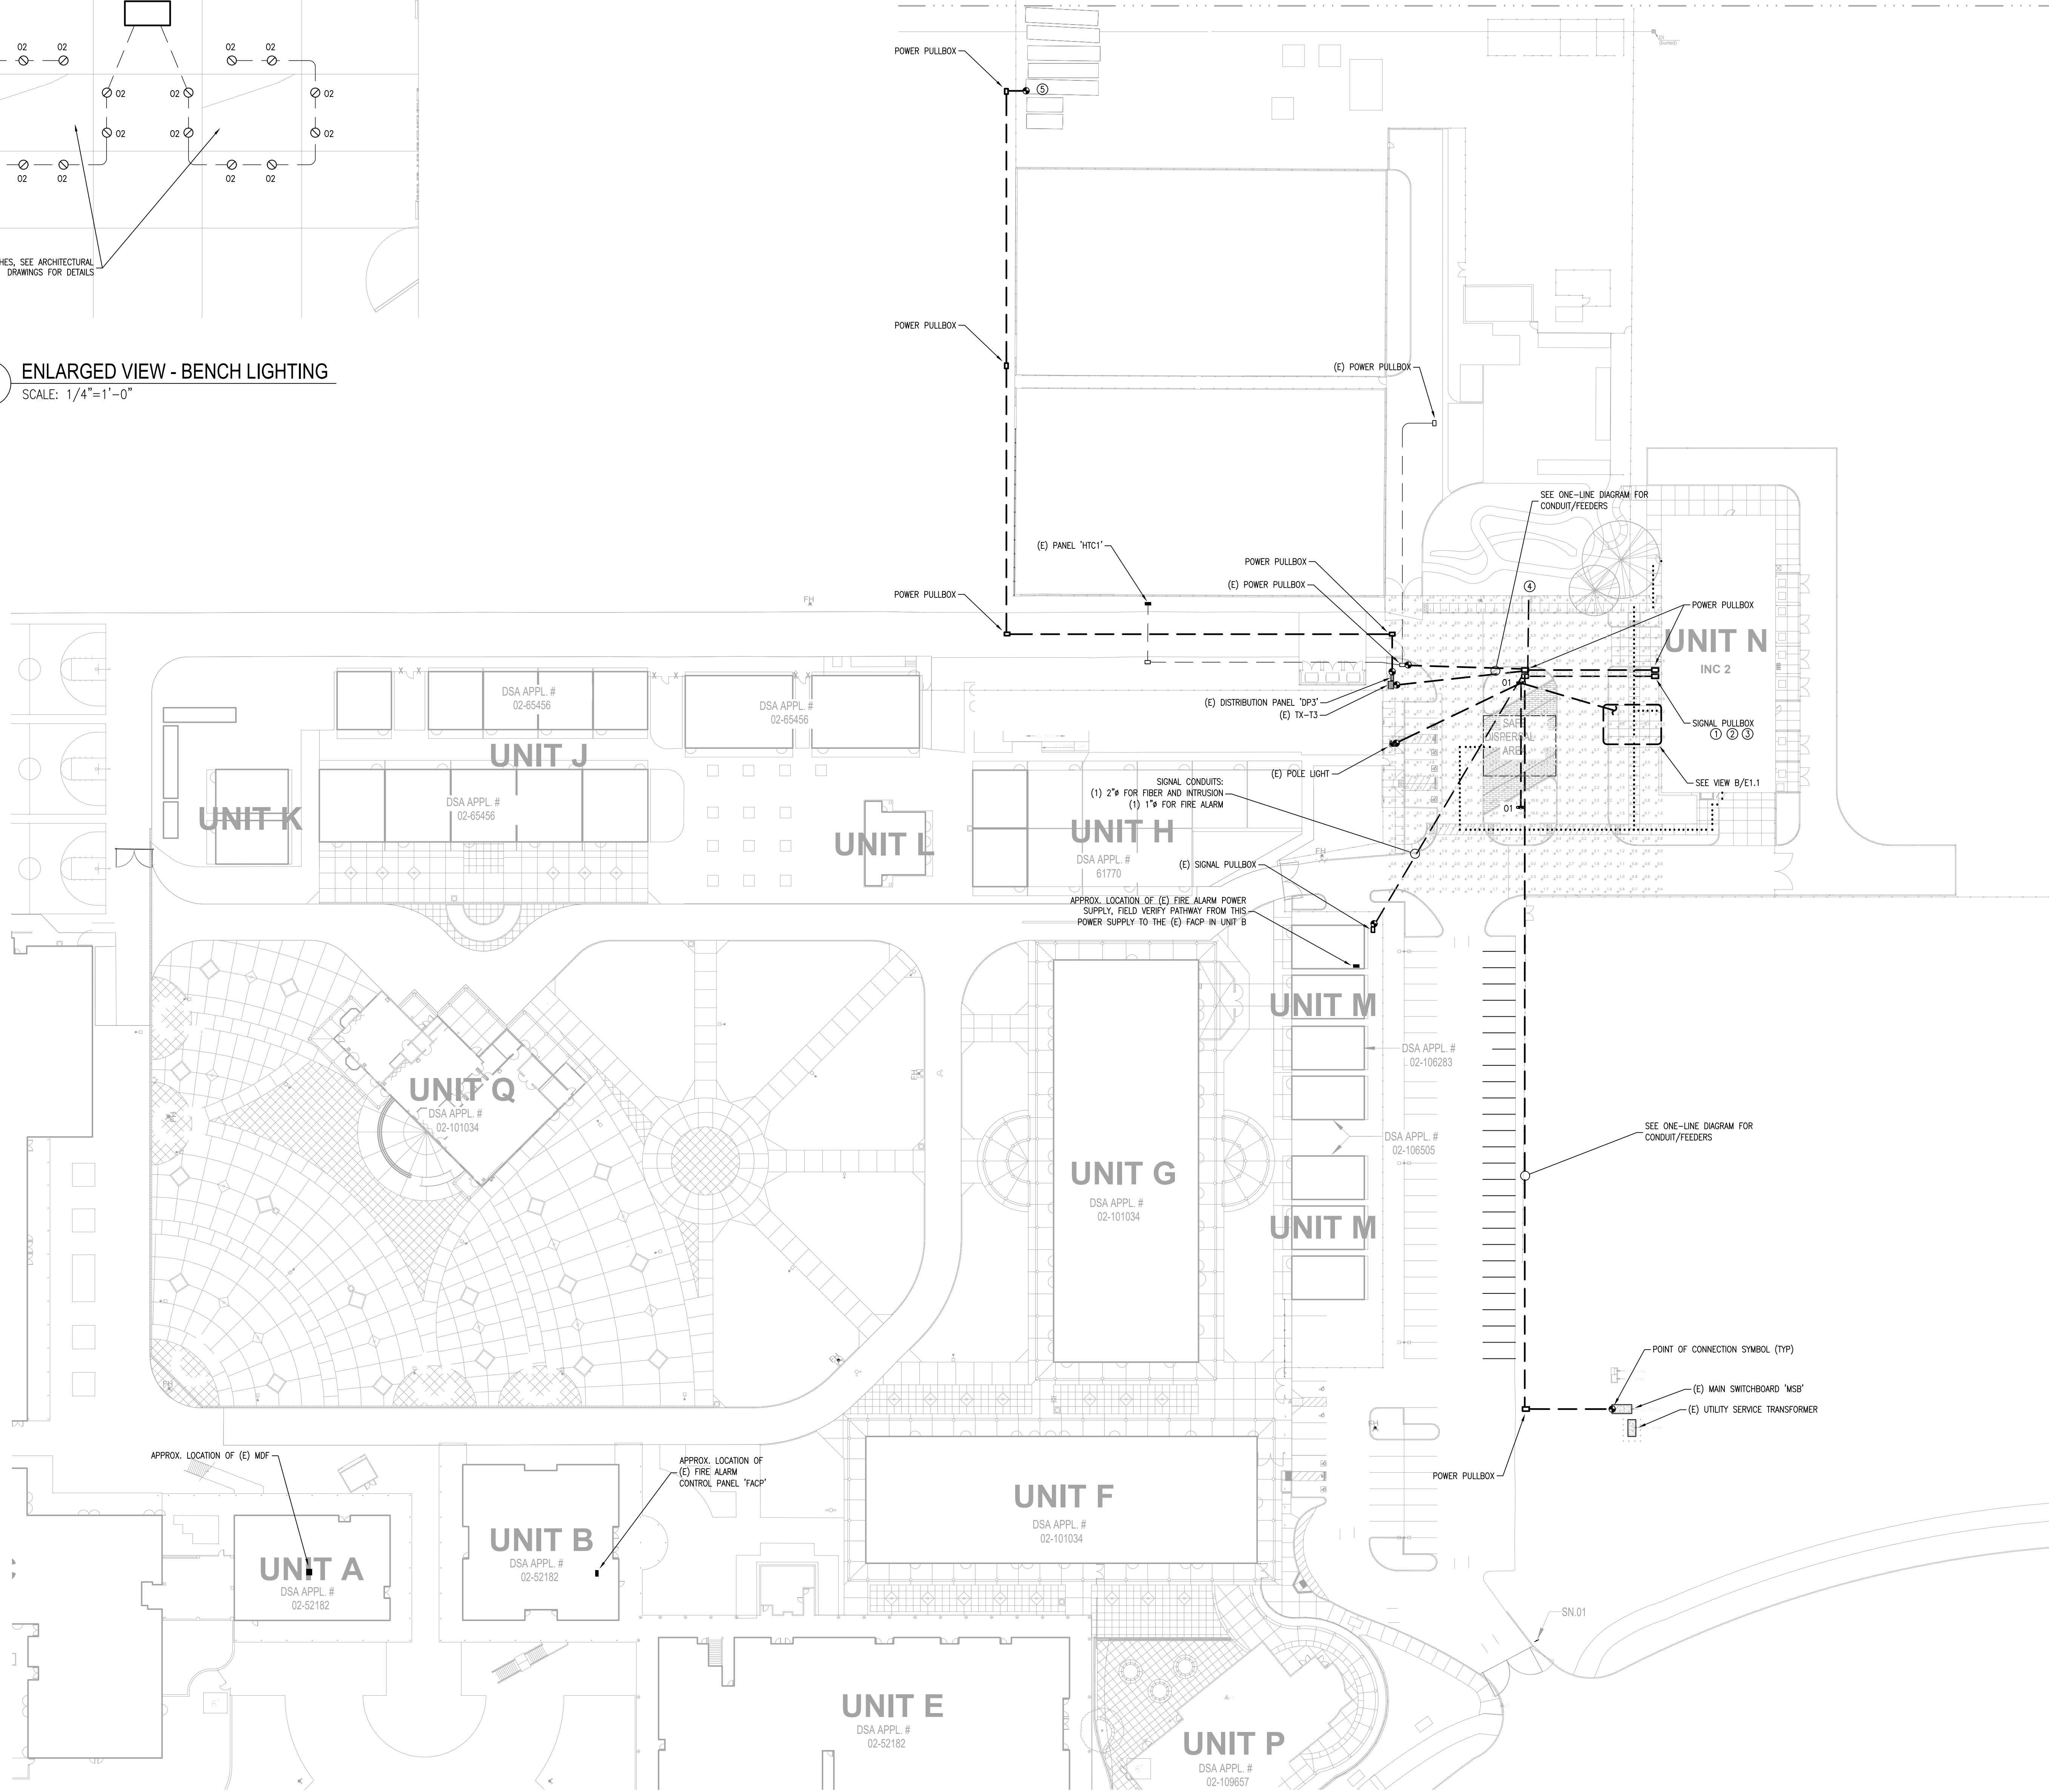 02
02
02
02
02
02
02
02
02
02
02
02
02
02
HES, SEE ARCHITECTURAL
DRAWINGS FOR DETAILS
ENLARGED VIEW - BENCH LIGHTING
SCALE: 1/4"=1'-0"
POWER PULLBOX
5
POWER PULLBOX
(E) POWER PULLBOX
SEE ONE-LINE DIAGRAM FOR
CONDUIT/FEEDERS
(E) PANEL 'HTC1'
POWER PULLBOX
(E) POWER PULLBOX
4
POWER PULLBOX
FH
POWER PULLBOX
UNIT N
INC 2
(E) DISTRIBUTION PANEL 'DP3'
(E) TX-T3
01
SIGNAL PULLBOX
1 2 3
SAFE
DISPERSAL
AREA
(E) POLE LIGHT
SEE VIEW B/E1.1
SIGNAL CONDUITS:
(1) 2"ø FOR FIBER AND INTRUSION
(1) 1"ø FOR FIRE ALARM
01
DSA APPL. #
02-65456
DSA APPL. #
02-65456
UNIT J
DSA APPL. #
02-65456
UNIT K
UNIT L
UNIT H
DSA APPL. #
61770
FH
(E) SIGNAL PULLBOX
APPROX. LOCATION OF (E) FIRE ALARM POWER
SUPPLY, FIELD VERIFY PATHWAY FROM THIS
POWER SUPPLY TO THE (E) FACP IN UNIT B
UNIT M
DSA APPL. #
02-106283
DSA APPL. #
02-106505
UNIT M
UNIT Q
DSA APPL. #
02-101034
FH
FH
UNIT G
DSA APPL. #
02-101034
SEE ONE-LINE DIAGRAM FOR
CONDUIT/FEEDERS
POINT OF CONNECTION SYMBOL (TYP)
(E) MAIN SWITCHBOARD 'MSB'
(E) UTILITY SERVICE TRANSFORMER
POWER PULLBOX
FH
FH
FH
APPROX. LOCATION OF (E) MDF
APPROX. LOCATION OF
(E) FIRE ALARM
CONTROL PANEL 'FACP'
UNIT A
DSA APPL. #
02-52182
UNIT B
DSA APPL. #
02-52182
UNIT F
DSA APPL. #
02-101034
SN.01
UNIT E
DSA APPL. #
02-52182
UNIT P
DSA APPL. #
02-109657